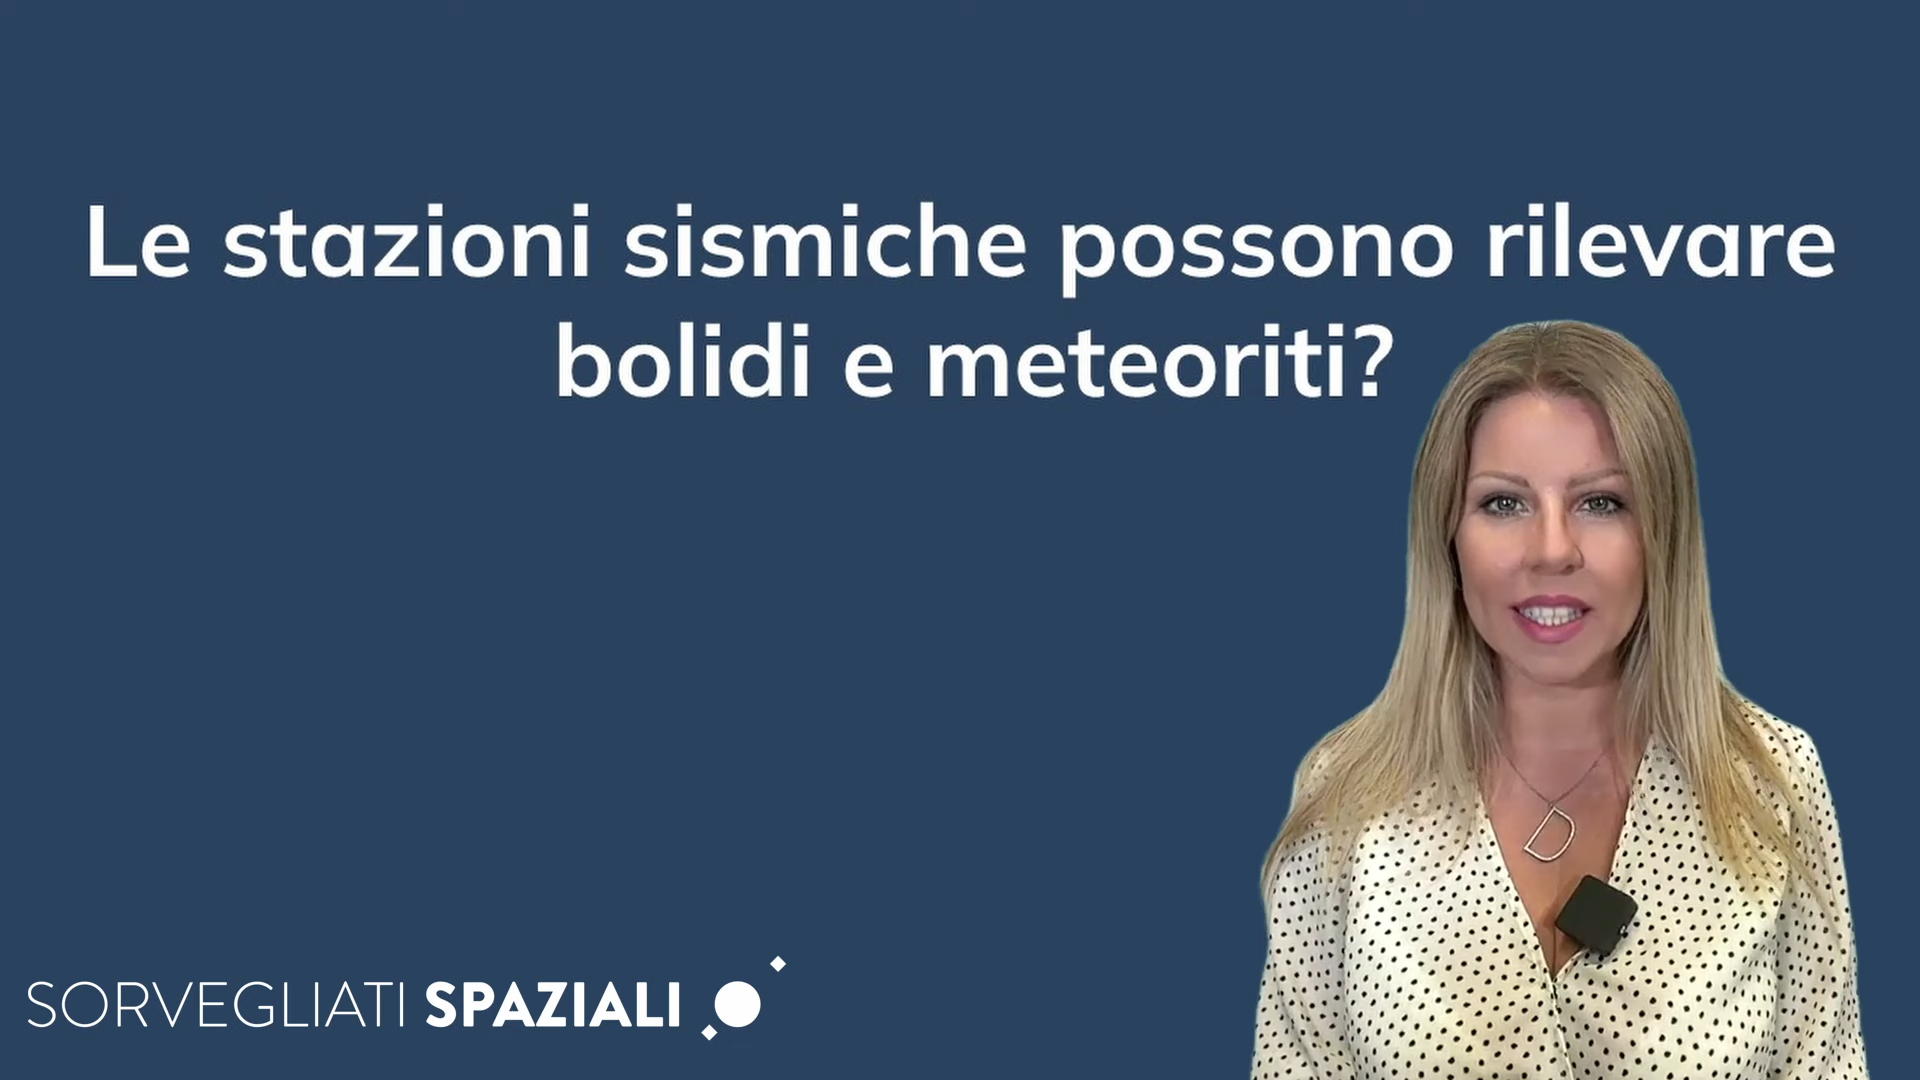 Le stazioni sismiche possono rilevare
bolidi e meteoriti?
D
SORVEGLIATI SPAZIALI